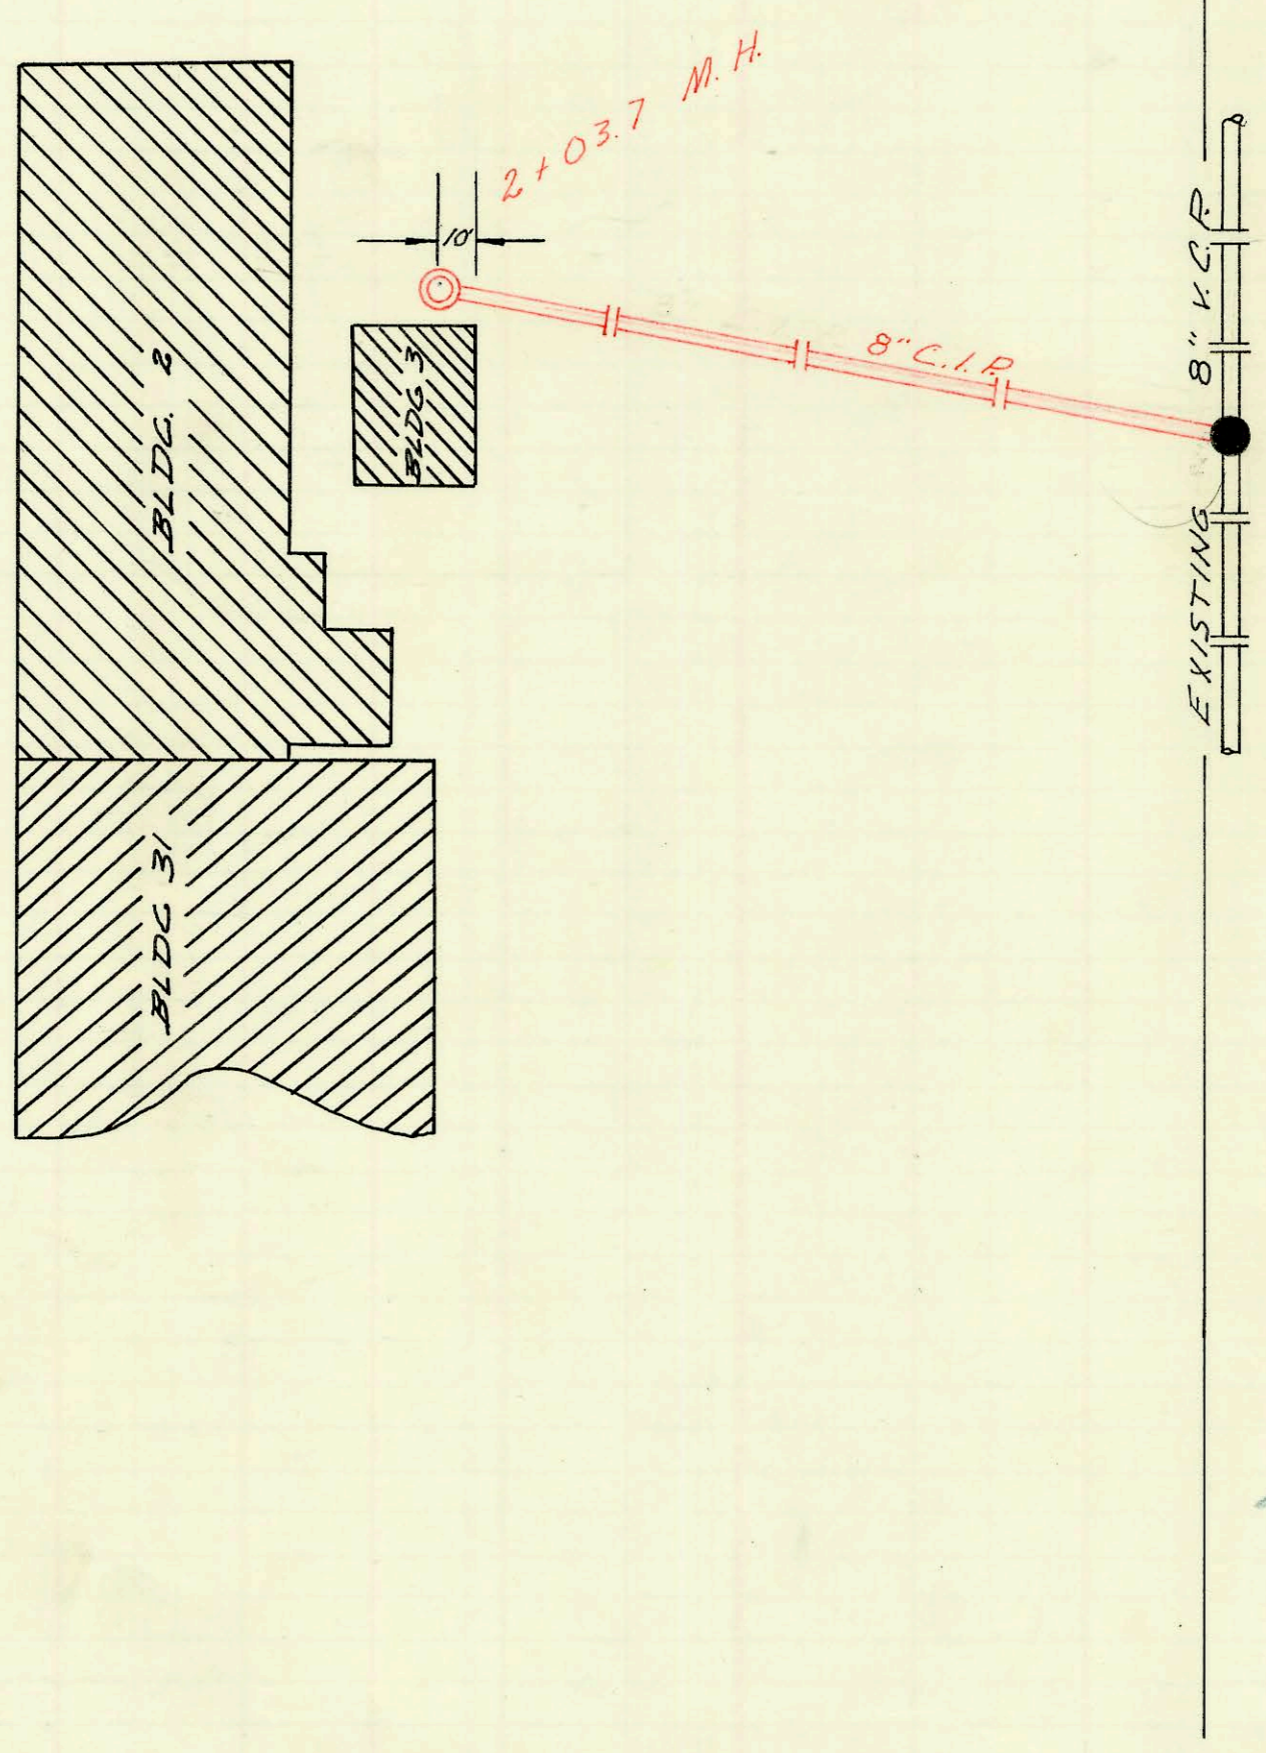 2+03.7 M.H.
10'
8" C.I.P.
BLDG. 2
BLDG 3
BLDG 31
EXISTING 8" V.C.P.